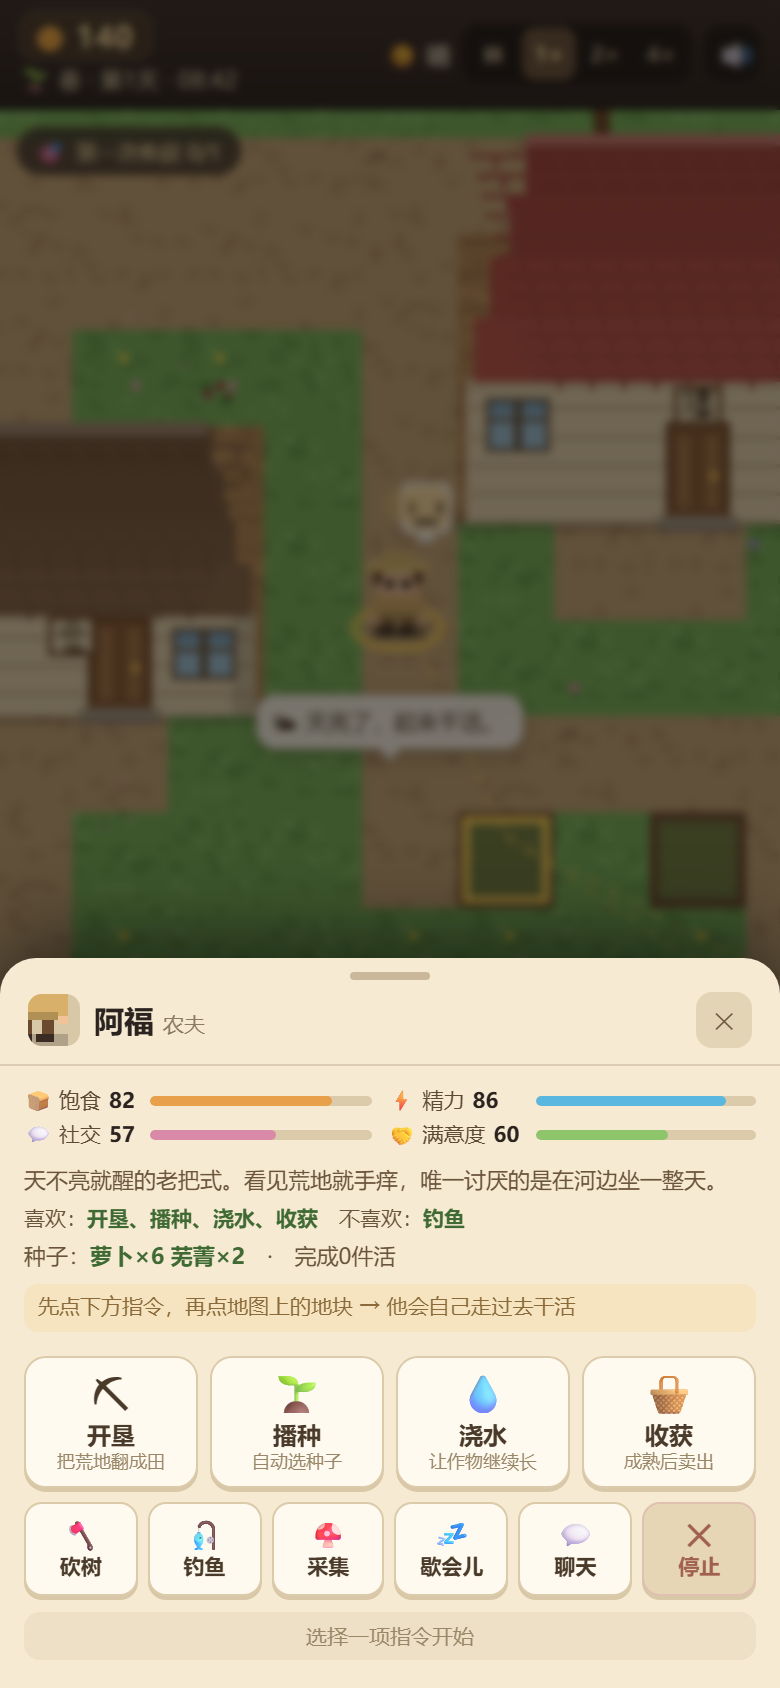 140
1×
2×
4×
阿福 农夫
饱食 82 精力 86
社交 57 满意度 60
天不亮就醒的老把式。看见荒地就手痒，唯一讨厌的是在河边坐一整天。
喜欢：开垦、播种、浇水、收获 不喜欢：钓鱼
种子：萝卜×6 芜菁×2 · 完成0件活
先点下方指令，再点地图上的地块 → 他会自己走过去干活
开垦 播种 浇水 收获
把荒地翻成田 自动选种子 让作物继续长 成熟后卖出
砍树 钓鱼 采集 歇会儿 聊天 停止
选择一项指令开始